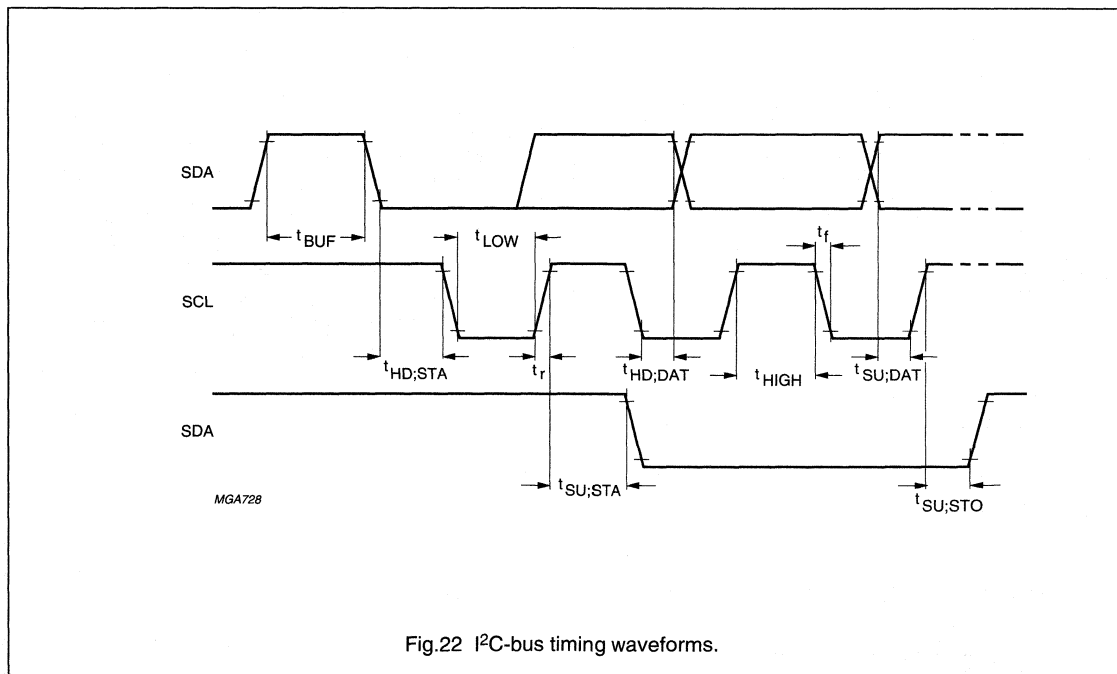 SDA
t BUF
t LOW
t f
SCL
t HD;STA
t r
t HD;DAT
t HIGH
t SU;DAT
SDA
t SU;STA
t SU;STO
MGA728
Fig.22 I²C-bus timing waveforms.